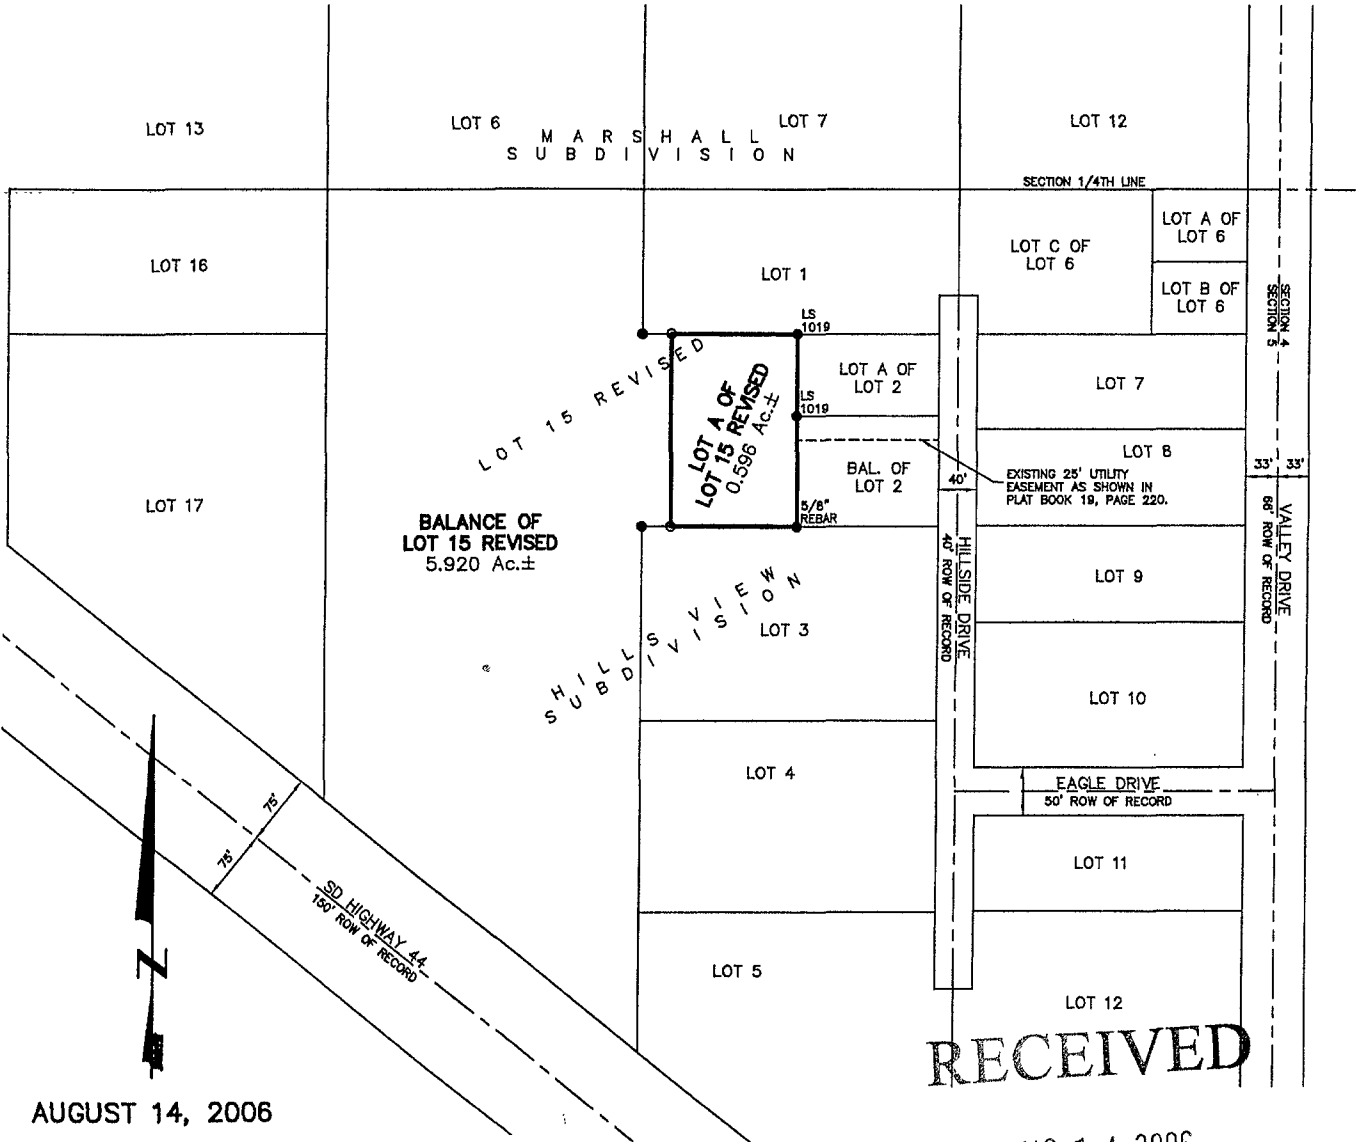 LOT 13
LOT 6
LOT 7
LOT 12
MARSHALL
SUBDIVISION
SECTION 1/4TH LINE
LOT 16
LOT 1
LOT C OF
LOT 6
LOT A OF
LOT 6
LOT B OF
LOT 6
SECTION 4
SECTION 5
LS
1019
LOT 15 REVISED
LOT A OF
LOT 15 REVISED
0.596 Ac.±
LOT A OF
LOT 2
LS
1019
LOT 7
LOT 8
BAL. OF
LOT 2
40'
EXISTING 25' UTILITY
EASEMENT AS SHOWN IN
PLAT BOOK 19, PAGE 220.
33' 33'
LOT 17
5/8"
REBAR
BALANCE OF
LOT 15 REVISED
5.920 Ac.±
HILLSIDE DRIVE
40' ROW OF RECORD
VALLEY DRIVE
66' ROW OF RECORD
LOT 9
HILLS VIEW
SUBDIVISION
LOT 3
LOT 10
LOT 4
EAGLE DRIVE
50' ROW OF RECORD
75'
75'
LOT 11
SD HIGHWAY 44
150' ROW OF RECORD
N
LOT 5
LOT 12
RECEIVED
AUGUST 14, 2006